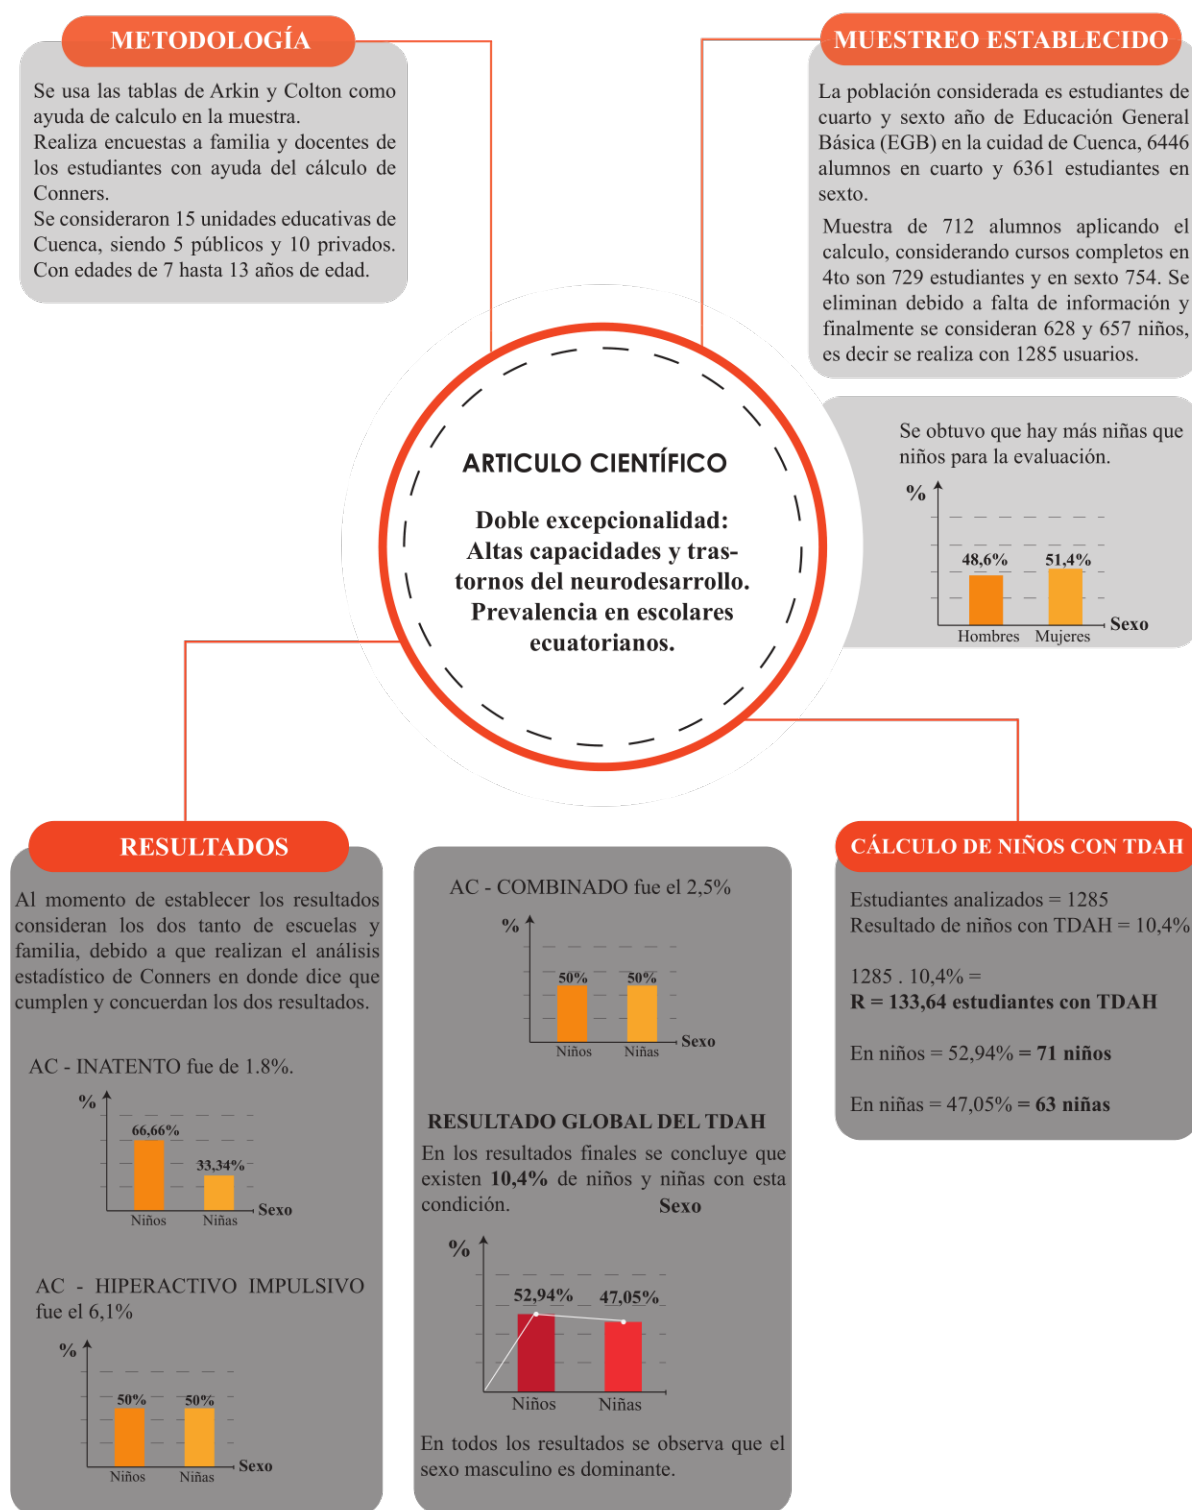 METODOLOGÍA
Se usa las tablas de Arkin y Colton como
ayuda de calculo en la muestra.
Realiza encuestas a familia y docentes de
los estudiantes con ayuda del cálculo de
Conners.
Se consideraron 15 unidades educativas de
Cuenca, siendo 5 públicos y 10 privados.
Con edades de 7 hasta 13 años de edad.
MUESTREO ESTABLECIDO
La población considerada es estudiantes de
cuarto y sexto año de Educación General
Básica (EGB) en la cuidad de Cuenca, 6446
alumnos en cuarto y 6361 estudiantes en
sexto.
Muestra de 712 alumnos aplicando el
calculo, considerando cursos completos en
4to son 729 estudiantes y en sexto 754. Se
eliminan debido a falta de información y
finalmente se consideran 628 y 657 niños,
es decir se realiza con 1285 usuarios.
Se obtuvo que hay más niñas que
niños para la evaluación.
%
48,6% 51,4%
Hombres Mujeres
Sexo
ARTICULO CIENTÍFICO
Doble excepcionalidad:
Altas capacidades y tras-
tornos del neurodesarrollo.
Prevalencia en escolares
ecuatorianos.
RESULTADOS
Al momento de establecer los resultados
consideran los dos tanto de escuelas y
familia, debido a que realizan el análisis
estadístico de Conners en donde dice que
cumplen y concuerdan los dos resultados.
AC - INATENTO fue de 1.8%.
%
66,66%
33,34%
Sexo
Niños Niñas
AC - HIPERACTIVO IMPULSIVO
fue el 6,1%
%
50% 50%
Sexo
Niños Niñas
AC - COMBINADO fue el 2,5%
%
50% 50%
Sexo
Niños Niñas
RESULTADO GLOBAL DEL TDAH
En los resultados finales se concluye que
existen 10,4% de niños y niñas con esta
condición. Sexo
%
52,94% 47,05%
Niños Niñas
En todos los resultados se observa que el
sexo masculino es dominante.
CÁLCULO DE NIÑOS CON TDAH
Estudiantes analizados = 1285
Resultado de niños con TDAH = 10,4%
1285 . 10,4% =
R = 133,64 estudiantes con TDAH
En niños = 52,94% = 71 niños
En niñas = 47,05% = 63 niñas